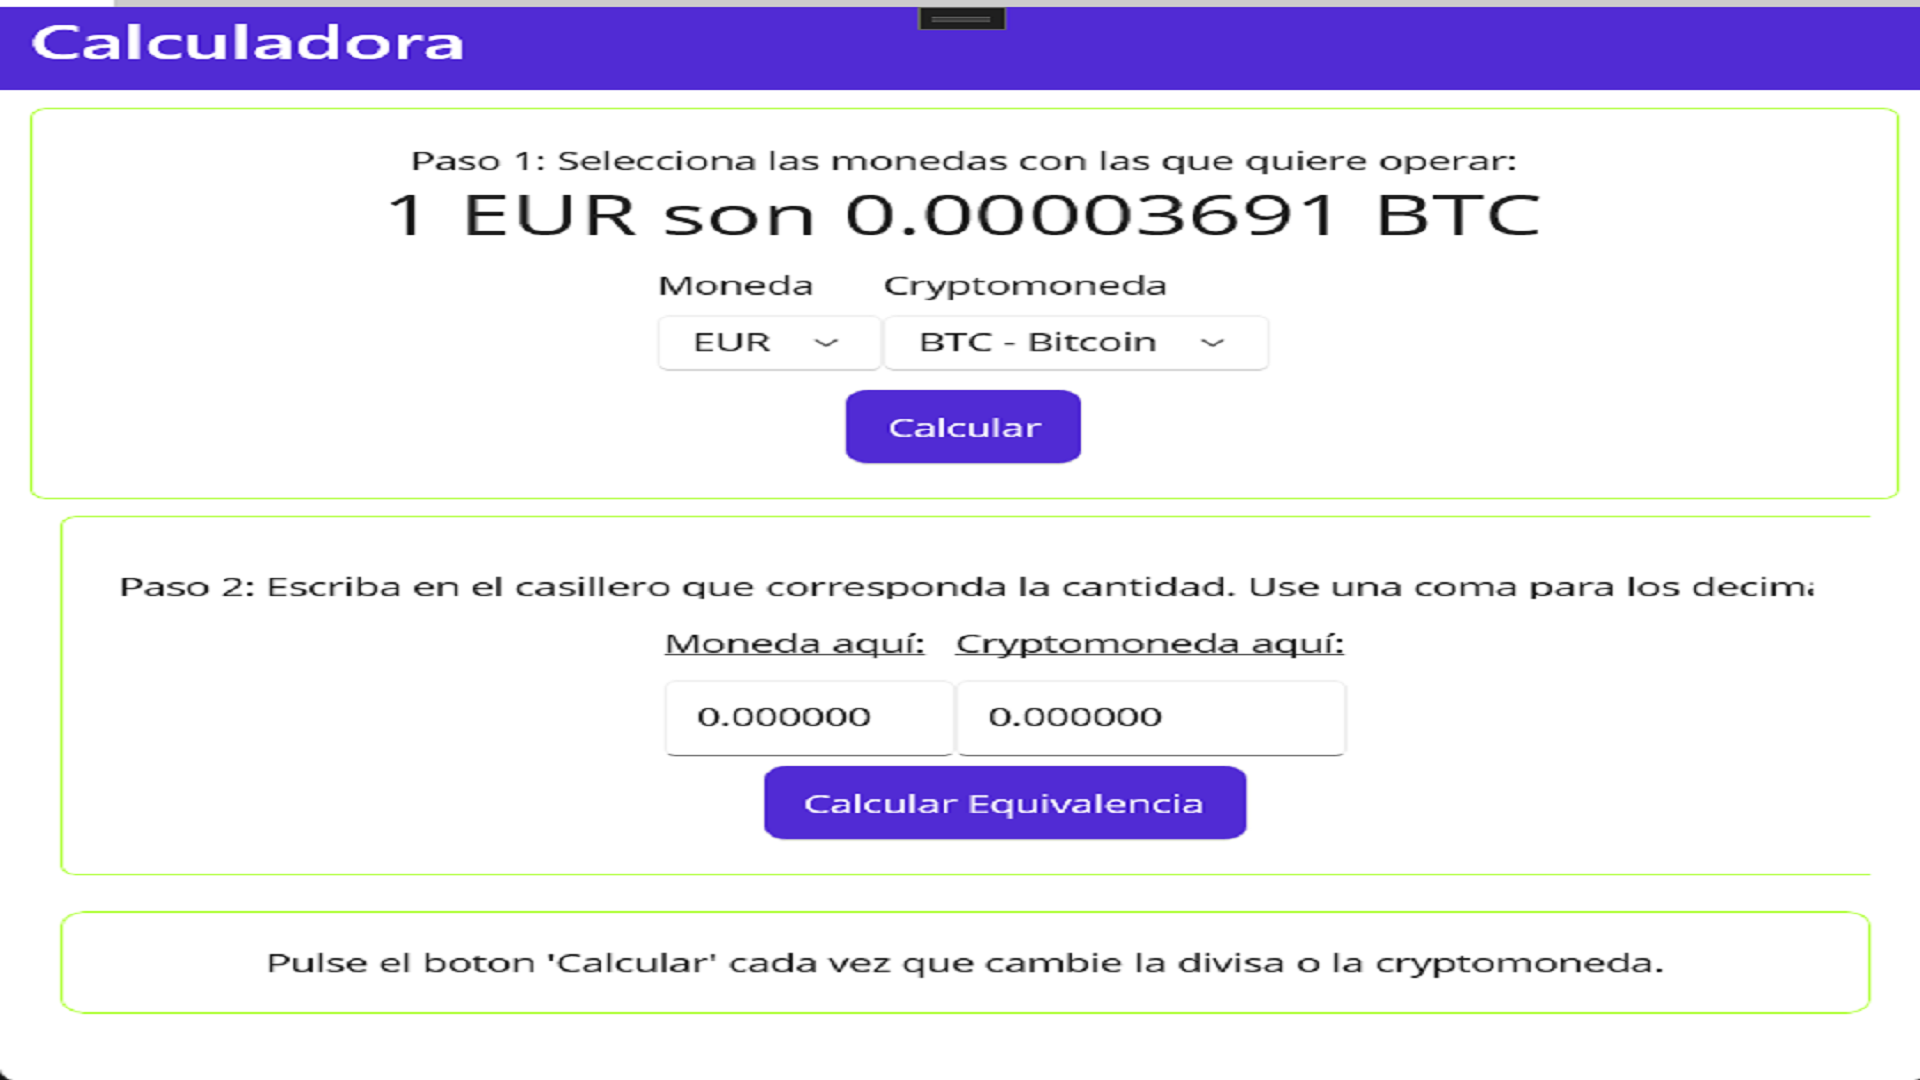 Calculadora
Paso 1: Selecciona las monedas con las que quiere operar:
1 EUR son 0.00003691 BTC
Moneda Cryptomoneda
EUR BTC - Bitcoin
Calcular
Paso 2: Escriba en el casillero que corresponda la cantidad. Use una coma para los
Moneda aquí: Cryptomoneda aquí:
0.000000 0.000000
Calcular Equivalencia
Pulse el boton 'Calcular' cada vez que cambie la divisa o la cryptomoneda.